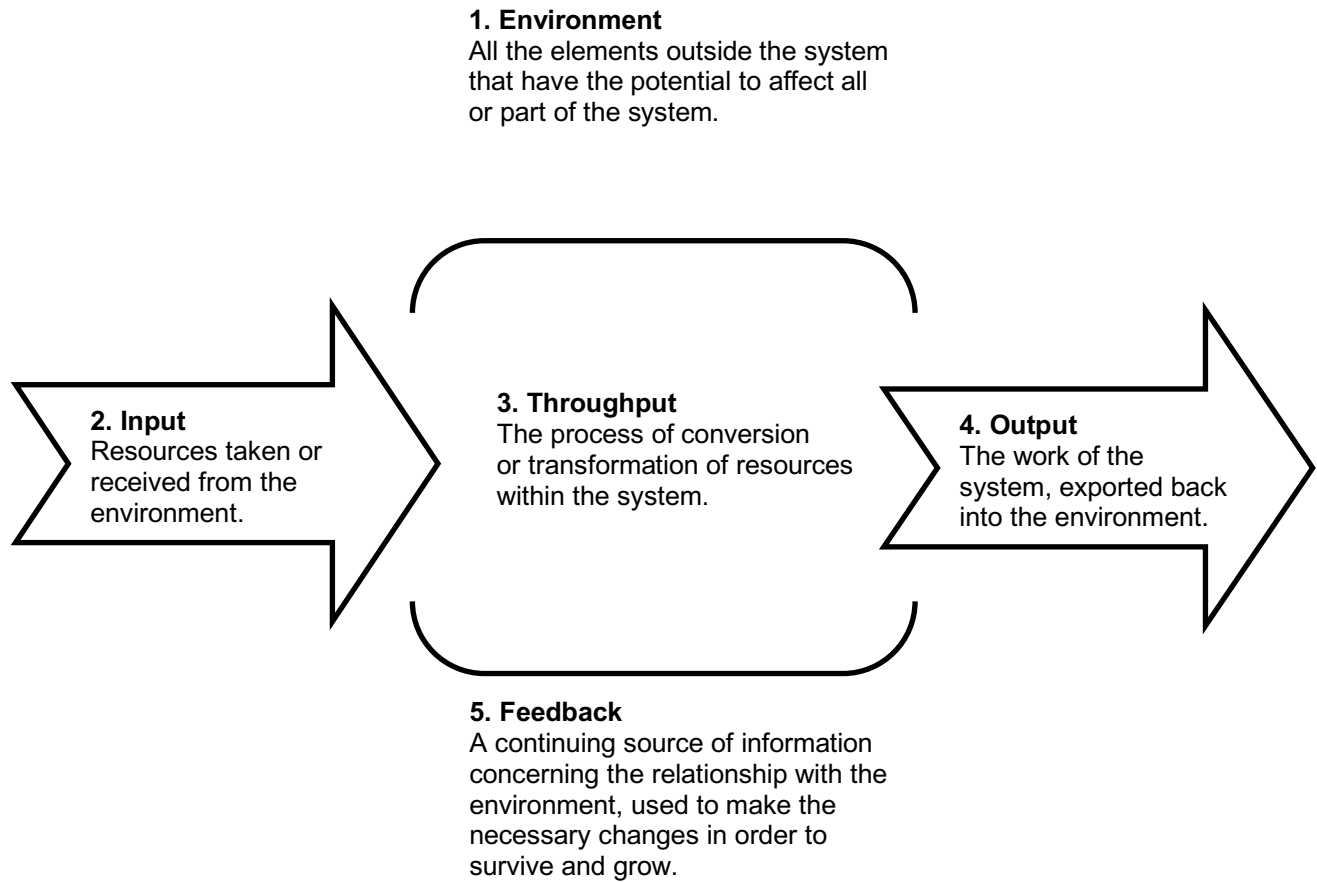 1. Environment
All the elements outside the system
that have the potential to affect all
or part of the system.
2. Input
Resources taken or
received from the
environment.
3. Throughput
The process of conversion
or transformation of resources
within the system.
4. Output
The work of the
system, exported back
into the environment.
5. Feedback
A continuing source of information
concerning the relationship with the
environment, used to make the
necessary changes in order to
survive and grow.